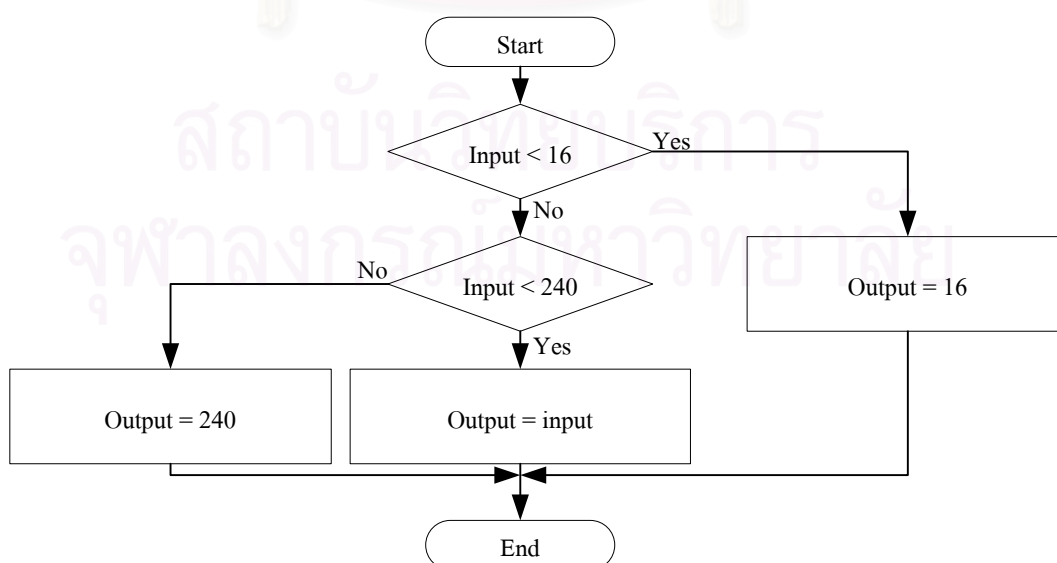 Start
สถาบันวิทยบริการ
Input < 16
Yes
No
จุฬาลงกรณ์มหาวิทยาลัย
No
Input < 240
Output = 16
Yes
Output = 240
Output = input
End